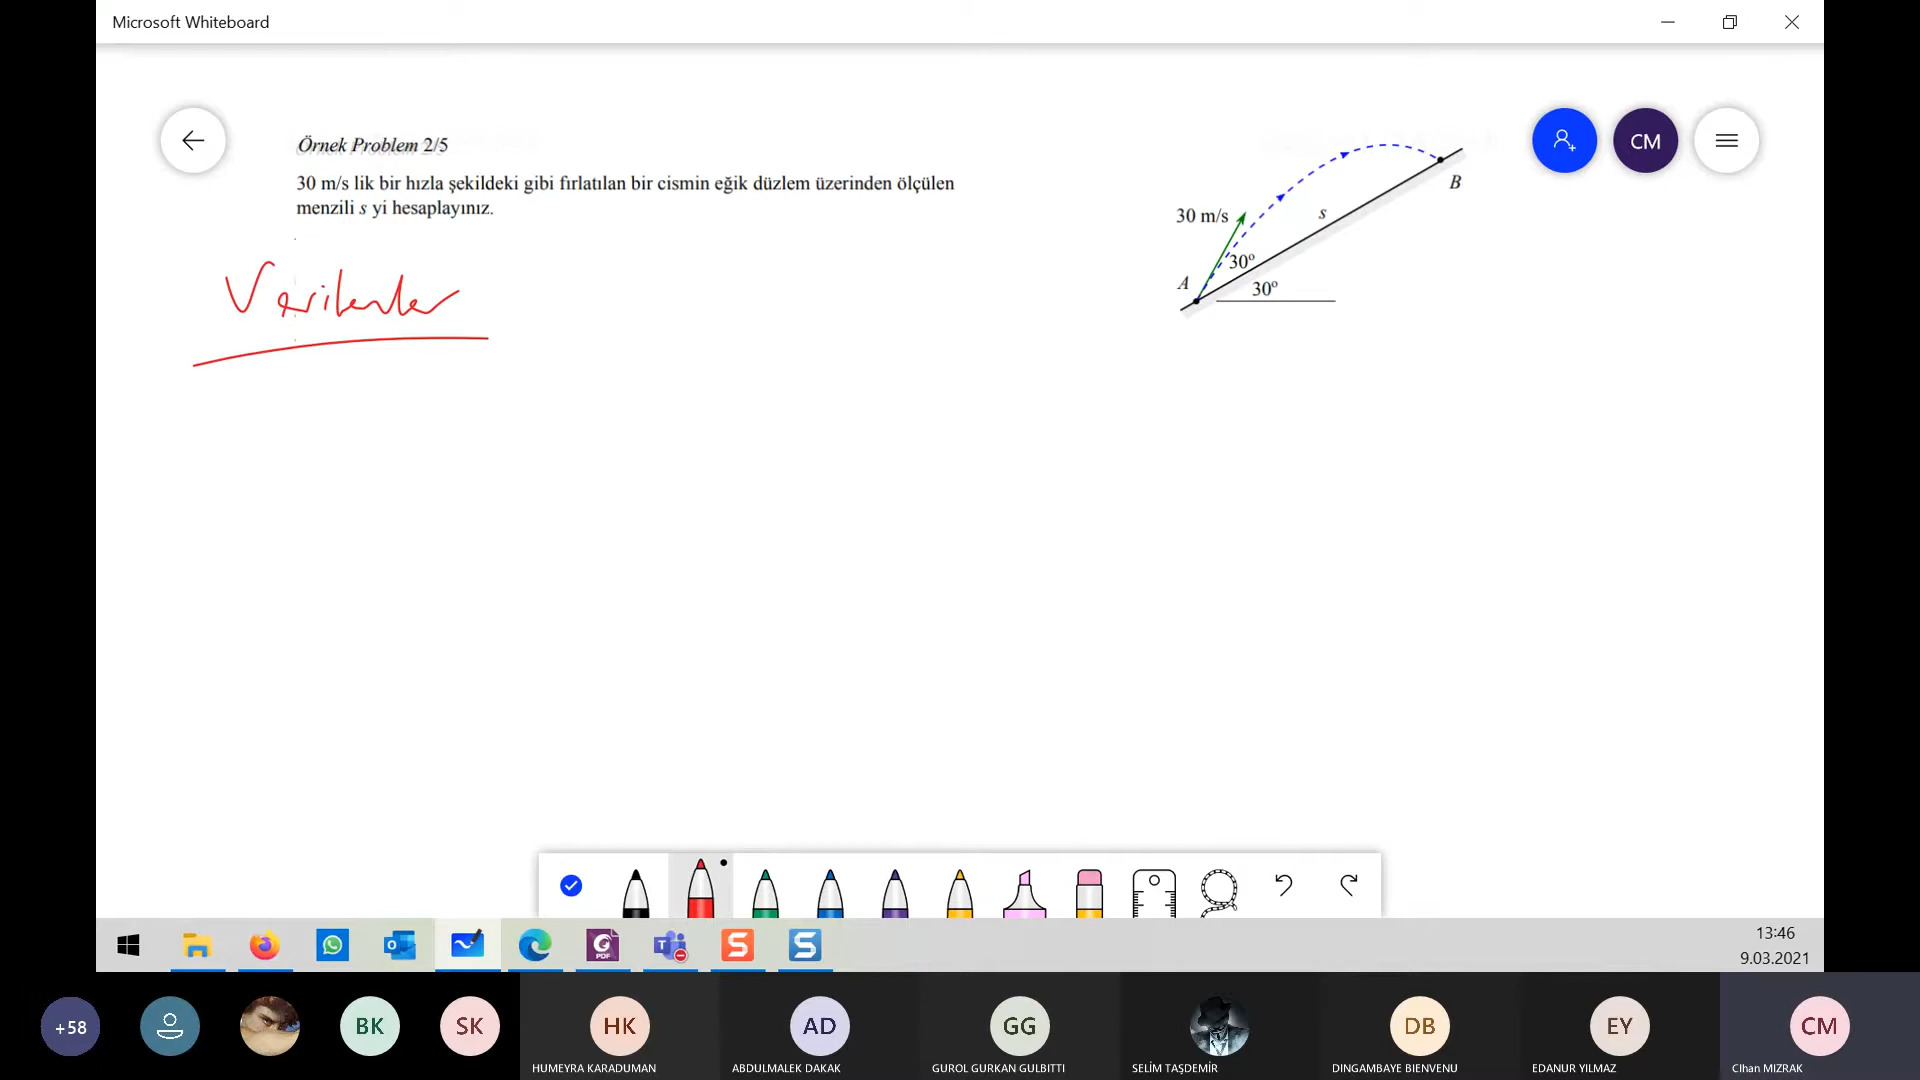 Microsoft Whiteboard
Örnek Problem 2/5
30 m/s lik bir hızla şekildeki gibi fırlatılan bir cismin eğik düzlem üzerinden ölçülen
menzili s yi hesaplayınız.
Verilenler
30 m/s
A
30°
30°
s
B
CM
13:46
9.03.2021
+58
BK
SK
HK
HUMEYRA KARADUMAN
AD
ABDULMALEK DAKAK
GG
GUROL GURKAN GULBITTI
SELİM TAŞDEMİR
DB
DINGAMBAYE BIENVENU
EY
EDANUR YILMAZ
CM
CIhan MIZRAK